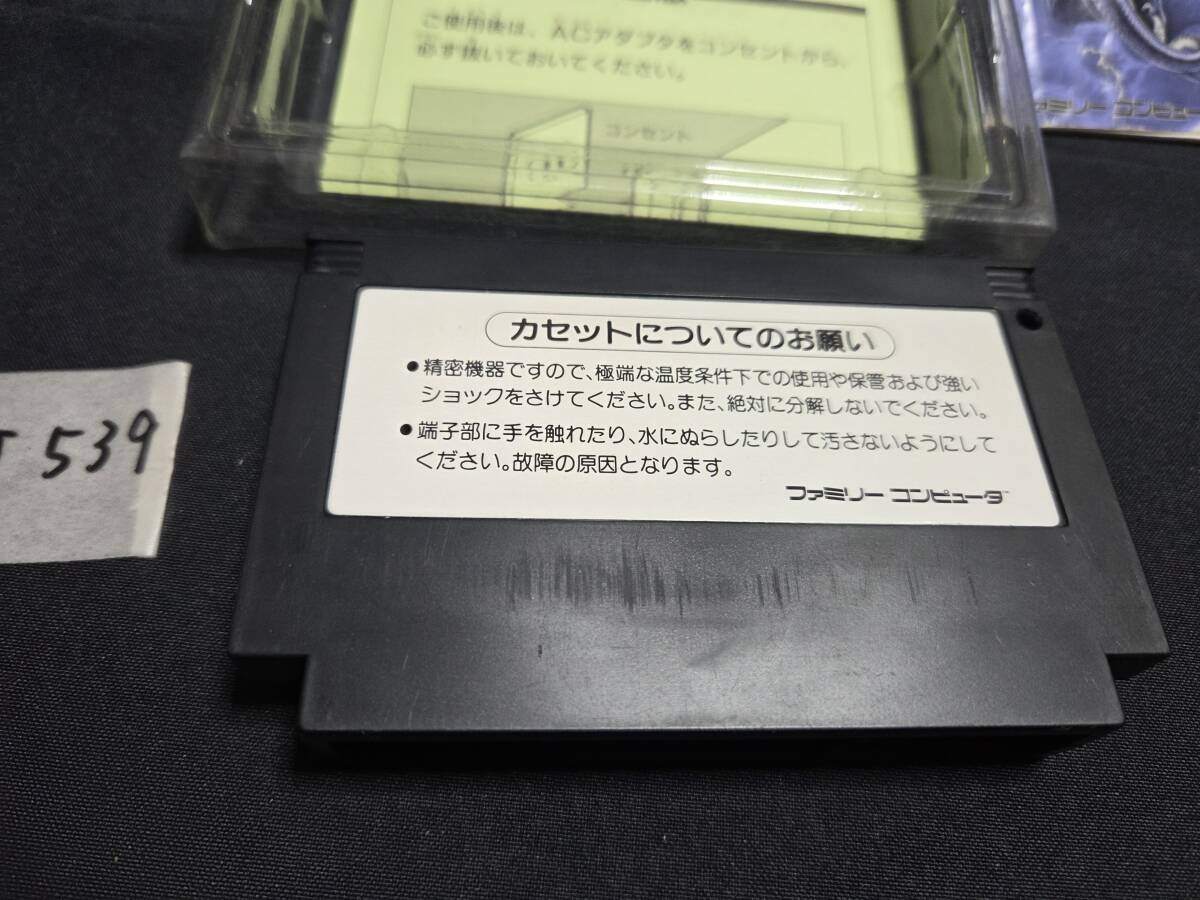 ご使用後は、ACアダプタをコンセントから、
必ず抜いておいてください。
コンセント
ファミリー コンピュー
539
カセットについてのお願い
●精密機器ですので、極端な温度条件下での使用や保管および強い
ショックをさけてください。また、絶対に分解しないでください。
●端子部に手を触れたり、水にぬらしたりして汚さないようにして
ください。故障の原因となります。
ファミリー コンピュータ™